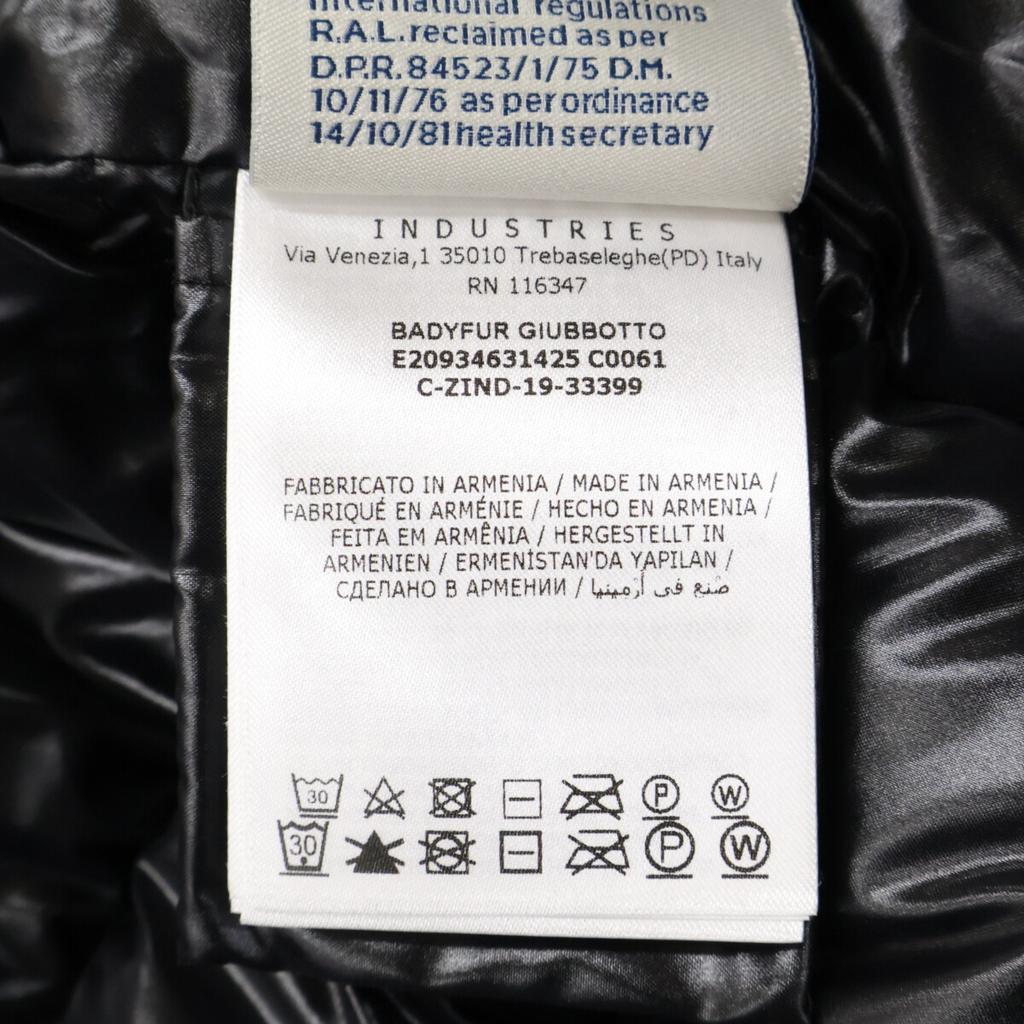 international regulations
R.A.L. reclaimed as per
D.P.R. 84523/1/75 D.M.
10/11/76 as per ordinance
14/10/81 health secretary
INDUSTRIES
Via Venezia,1 35010 Trebaseleghe(PD) Italy
RN 116347
BADYFUR GIUBBOTTO
E20934631425 C0061
C-ZIND-19-33399
FABBRICATO IN ARMENIA / MADE IN ARMENIA /
FABRIQUÉ EN ARMÉNIE / HECHO EN ARMENIA /
FEITA EM ARMÊNIA / HERGESTELLT IN
ARMENIEN / ERMENİSTAN'DA YAPILAN /
СДЕЛАНО В АРМЕНИИ / صنع في أرمينيا
30 P W
30 P W